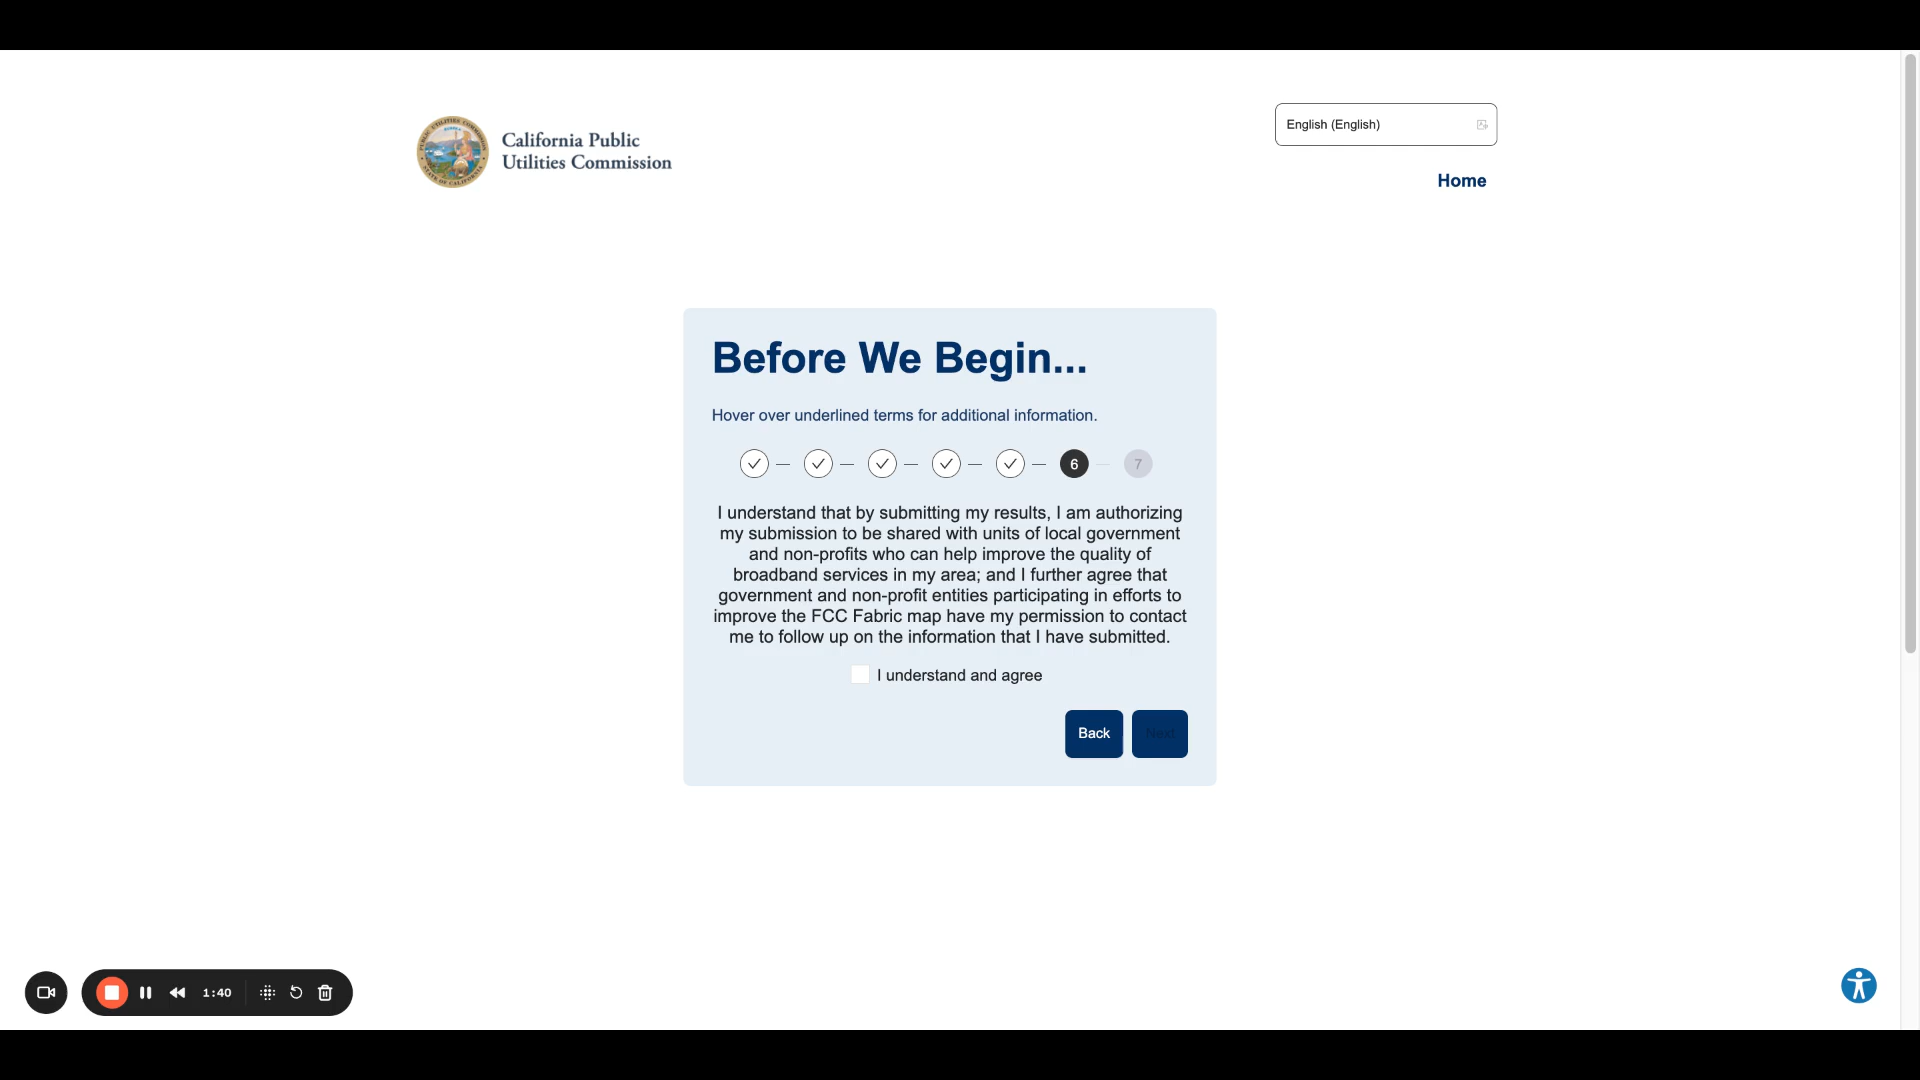 California Public
Utilities Commission
English (English)
Home
Before We Begin...
Hover over underlined terms for additional information.
6
7
I understand that by submitting my results, I am authorizing
my submission to be shared with units of local government
and non-profits who can help improve the quality of
broadband services in my area; and I further agree that
government and non-profit entities participating in efforts to
improve the FCC Fabric map have my permission to contact
me to follow up on the information that I have submitted.
I understand and agree
Back
Next
1:40